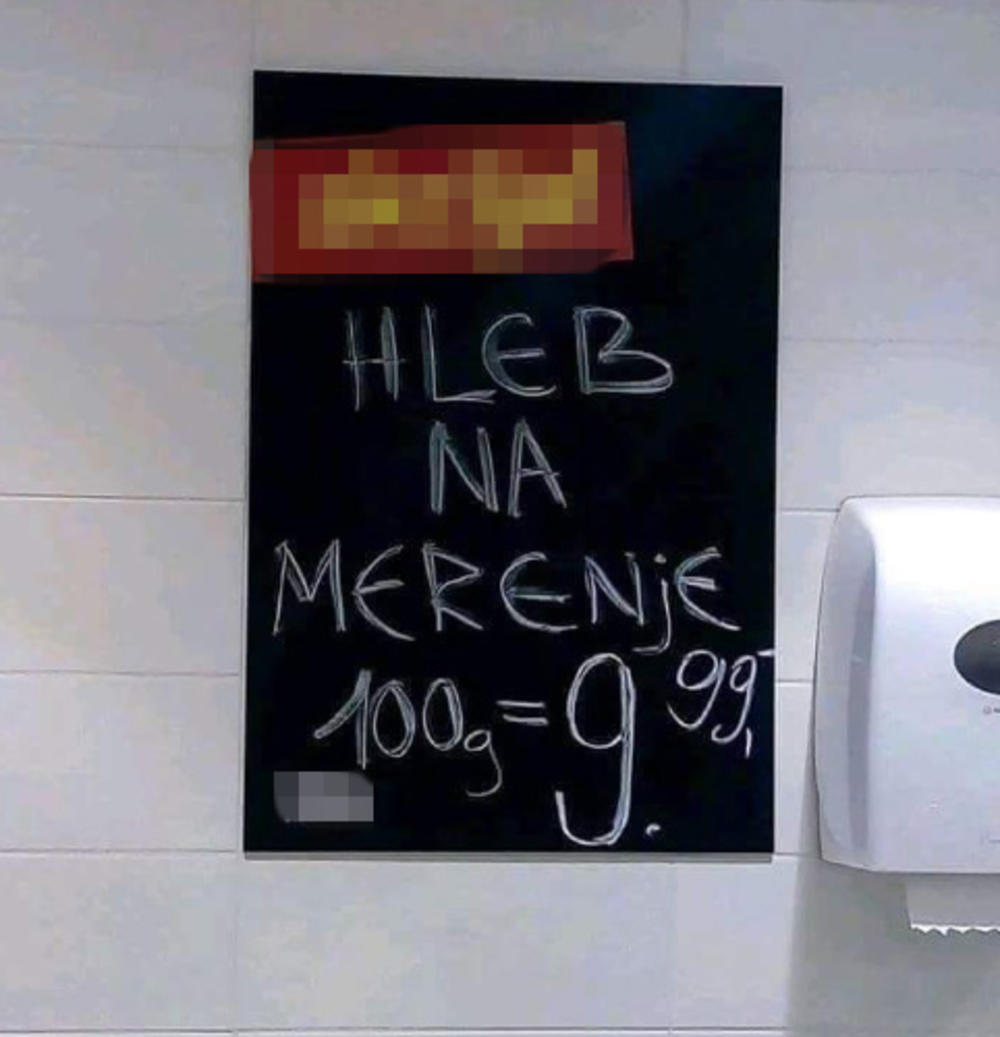 HLEB
NA
MERENjE
100g = 9.99,